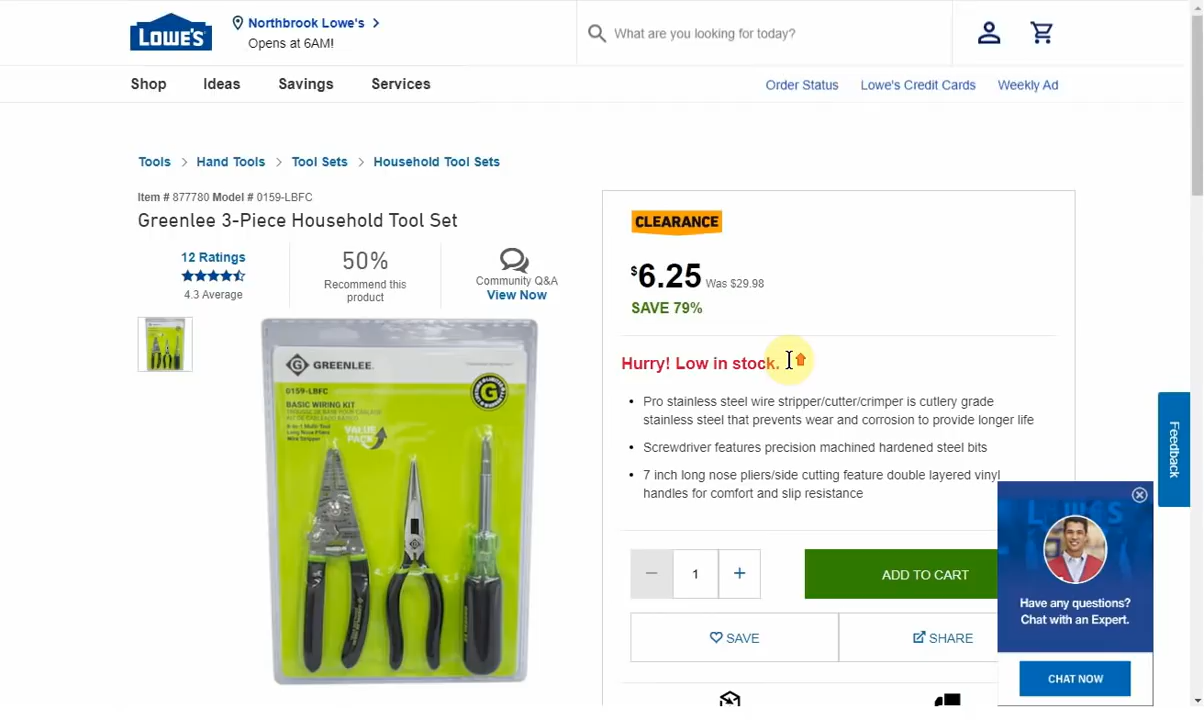 LOWE'S
Northbrook Lowe's
Opens at 6AM!
What are you looking for today?
Shop
Ideas
Savings
Services
Order Status
Lowe's Credit Cards
Weekly Ad
Tools
Hand Tools
Tool Sets
Household Tool Sets
Item # 877780 Model # 0159-LBFC
Greenlee 3-Piece Household Tool Set
12 Ratings
4.3 Average
50%
Recommend this
product
Community Q&A
View Now
GREENLEE.
0159-LBFC
BASIC WIRING KIT
Long Nose Pliers
Wire Stripper
VALUE
PACK
G
CLEARANCE
$6.25 Was $29.98
SAVE 79%
Hurry! Low in stock.
• Pro stainless steel wire stripper/cutter/crimper is cutlery grade
stainless steel that prevents wear and corrosion to provide longer life
• Screwdriver features precision machined hardened steel bits
• 7 inch long nose pliers/side cutting feature double layered vinyl
handles for comfort and slip resistance
1
ADD TO CART
SAVE
SHARE
Feedback
LOWE'S
Have any questions?
Chat with an Expert.
CHAT NOW